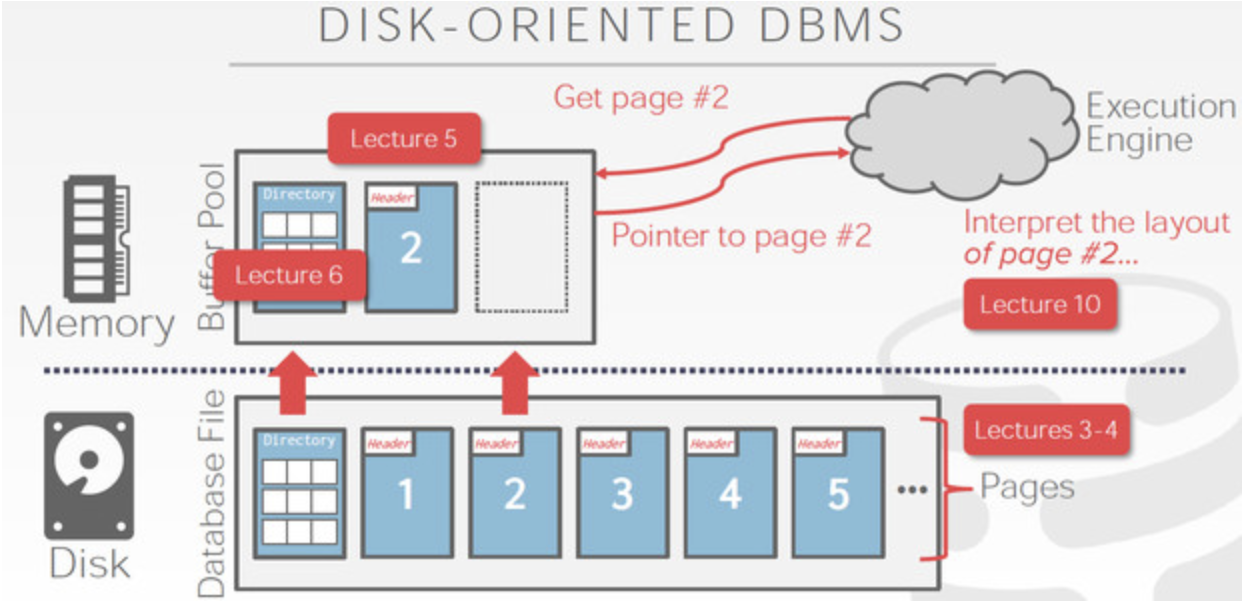 DISK-ORIENTED DBMS
Get page #2
Execution
Engine
Lecture 5
Directory
Header
2
Buffer Pool
Lecture 6
Pointer to page #2
Interpret the layout
of page #2...
Lecture 10
Memory
Database File
Directory
Header
1
Header
2
Header
3
Header
4
Header
5
...
Lectures 3-4
Pages
Disk